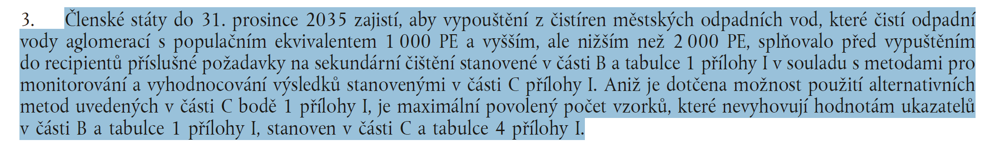 3. Členské státy do 31. prosince 2035 zajistí, aby vypouštění z čistíren městských odpadních vod, které čistí odpadní
vody aglomerací s populačním ekvivalentem 1 000 PE a vyšším, ale nižším než 2 000 PE, splňovalo před vypuštěním
do recipientů příslušné požadavky na sekundární čištění stanovené v části B a tabulce 1 přílohy I v souladu s metodami pro
monitorování a vyhodnocování výsledků stanovenými v části C přílohy I. Aniž je dotčena možnost použití alternativních
metod uvedených v části C bodě 1 přílohy I, je maximální povolený počet vzorků, které nevyhovují hodnotám ukazatelů
v části B a tabulce 1 přílohy I, stanoven v části C a tabulce 4 přílohy I.